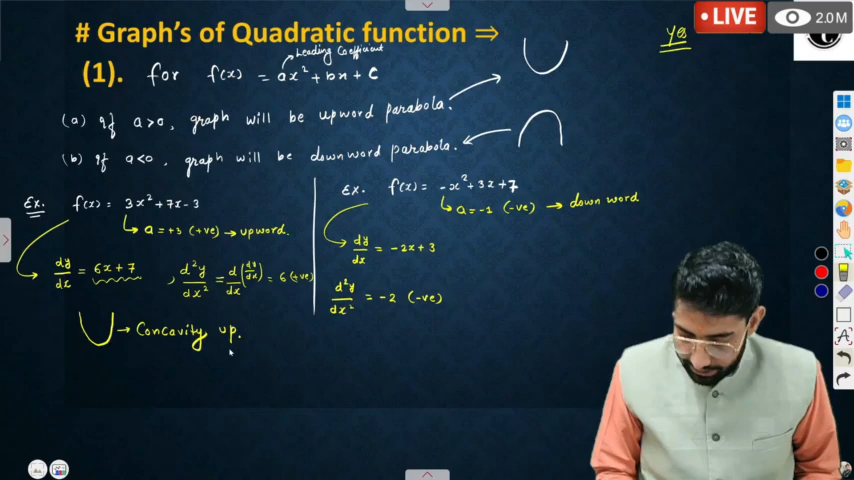 # Graph's of Quadratic function ⇒
Yes
LIVE
2.0M
Leading Coefficient
(1). for f(x) = ax² + bx + c
(a) If a>0, graph will be upword parabola.
(b) If a<0, graph will be downword parabola.
Ex. f(x) = 3x² + 7x - 3
a = +3 (+ve) → upword.
dy/dx = 6x + 7 , d²y/dx² = d/dx (dy/dx) = 6 (+ve)
→ Concavity up.
Ex. f(x) = -x² + 3x + 7
a = -1 (-ve) → down word
dy/dx = -2x + 3
d²y/dx² = -2 (-ve)